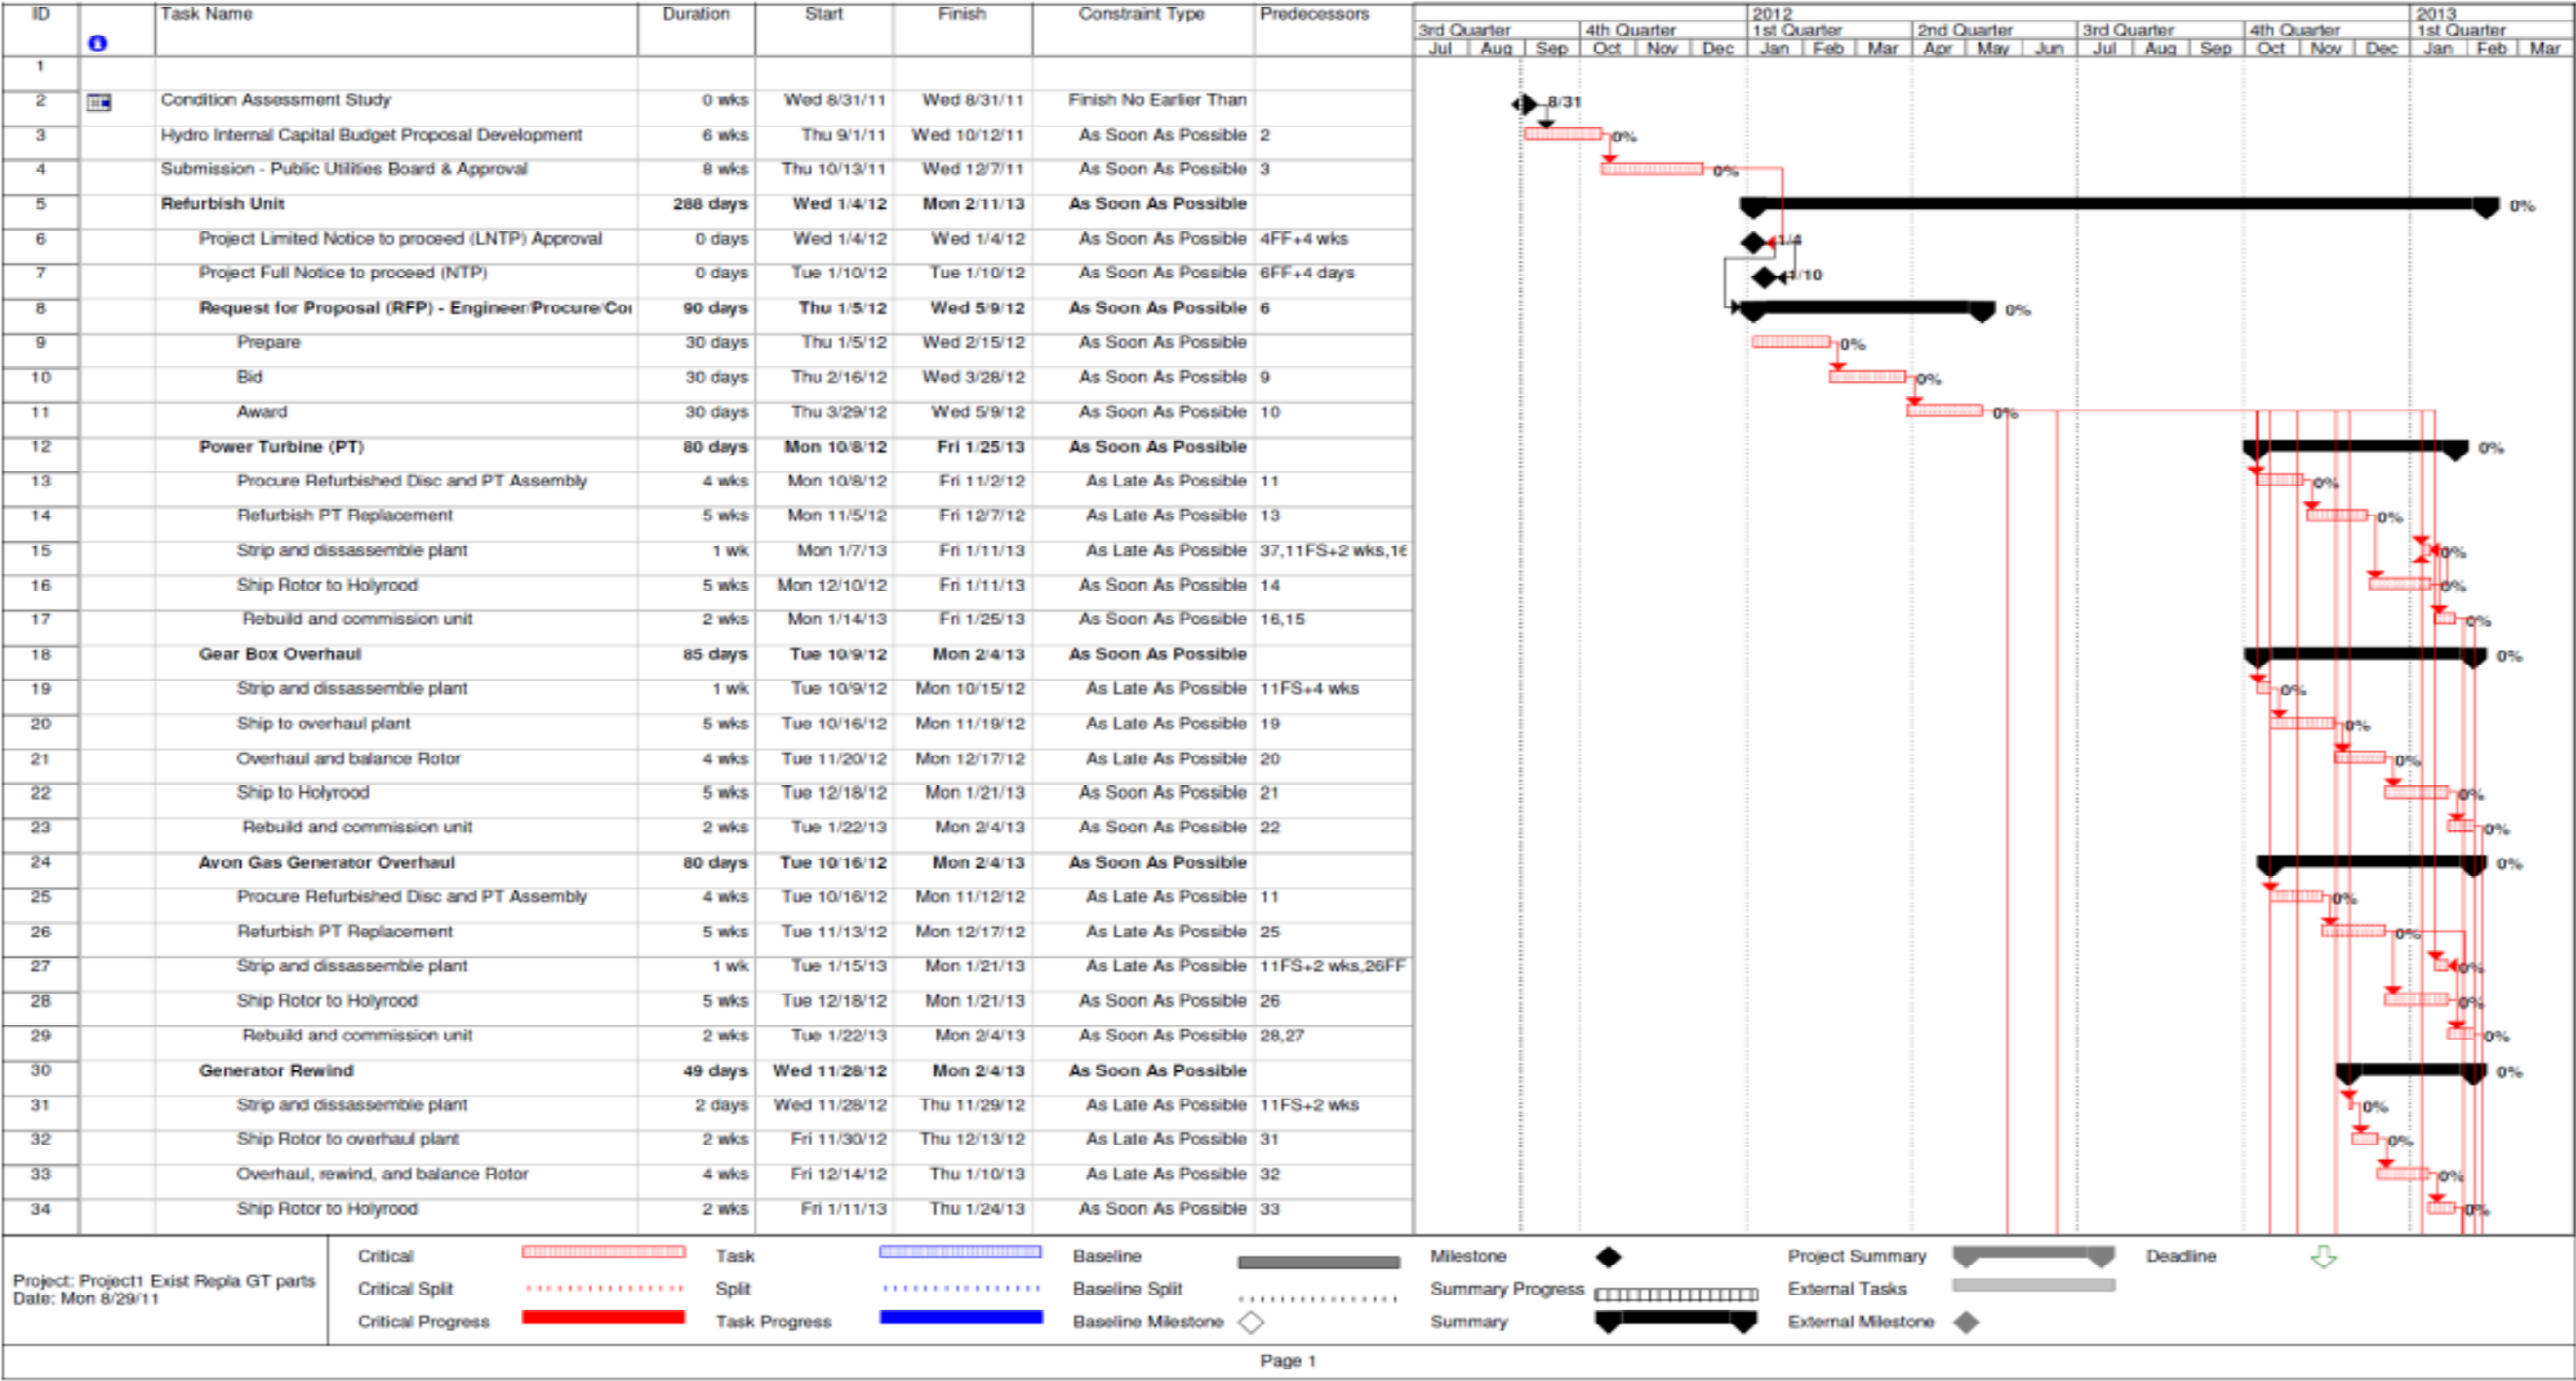 ID Task Name Duration Start Finish Constraint Type Predecessors
2012 2013
3rd Quarter 4th Quarter 1st Quarter 2nd Quarter 3rd Quarter 4th Quarter 1st Quarter
Jul Aug Sep Oct Nov Dec Jan Feb Mar Apr May Jun Jul Aug Sep Oct Nov Dec Jan Feb Mar
1
2 Condition Assessment Study 0 wks Wed 8/31/11 Wed 8/31/11 Finish No Earlier Than 8/31
3 Hydro Internal Capital Budget Proposal Development 6 wks Thu 9/1/11 Wed 10/12/11 As Soon As Possible 2 0%
4 Submission - Public Utilities Board & Approval 8 wks Thu 10/13/11 Wed 12/7/11 As Soon As Possible 3 0%
5 Refurbish Unit 288 days Wed 1/4/12 Mon 2/11/13 As Soon As Possible 0%
6 Project Limited Notice to proceed (LNTP) Approval 0 days Wed 1/4/12 Wed 1/4/12 As Soon As Possible 4FF+4 wks 1/4
7 Project Full Notice to proceed (NTP) 0 days Tue 1/10/12 Tue 1/10/12 As Soon As Possible 6FF+4 days 1/10
8 Request for Proposal (RFP) - Engineer/Procure/Cor 90 days Thu 1/5/12 Wed 5/9/12 As Soon As Possible 6 0%
9 Prepare 30 days Thu 1/5/12 Wed 2/15/12 As Soon As Possible 0%
10 Bid 30 days Thu 2/16/12 Wed 3/28/12 As Soon As Possible 9 0%
11 Award 30 days Thu 3/29/12 Wed 5/9/12 As Soon As Possible 10 0%
12 Power Turbine (PT) 80 days Mon 10/8/12 Fri 1/25/13 As Soon As Possible 0%
13 Procure Refurbished Disc and PT Assembly 4 wks Mon 10/8/12 Fri 11/2/12 As Late As Possible 11 0%
14 Refurbish PT Replacement 5 wks Mon 11/5/12 Fri 12/7/12 As Late As Possible 13 0%
15 Strip and dissassemble plant 1 wk Mon 1/7/13 Fri 1/11/13 As Late As Possible 37,11FS+2 wks,16 0%
16 Ship Rotor to Holyrood 5 wks Mon 12/10/12 Fri 1/11/13 As Soon As Possible 14 0%
17 Rebuild and commission unit 2 wks Mon 1/14/13 Fri 1/25/13 As Soon As Possible 16,15 0%
18 Gear Box Overhaul 85 days Tue 10/9/12 Mon 2/4/13 As Soon As Possible 0%
19 Strip and dissassemble plant 1 wk Tue 10/9/12 Mon 10/15/12 As Late As Possible 11FS+4 wks 0%
20 Ship to overhaul plant 5 wks Tue 10/16/12 Mon 11/19/12 As Late As Possible 19 0%
21 Overhaul and balance Rotor 4 wks Tue 11/20/12 Mon 12/17/12 As Late As Possible 20 0%
22 Ship to Holyrood 5 wks Tue 12/18/12 Mon 1/21/13 As Soon As Possible 21 0%
23 Rebuild and commission unit 2 wks Tue 1/22/13 Mon 2/4/13 As Soon As Possible 22 0%
24 Avon Gas Generator Overhaul 80 days Tue 10/16/12 Mon 2/4/13 As Soon As Possible 0%
25 Procure Refurbished Disc and PT Assembly 4 wks Tue 10/16/12 Mon 11/12/12 As Late As Possible 11 0%
26 Refurbish PT Replacement 5 wks Tue 11/13/12 Mon 12/17/12 As Late As Possible 25 0%
27 Strip and dissassemble plant 1 wk Tue 1/15/13 Mon 1/21/13 As Late As Possible 11FS+2 wks,26FF 0%
28 Ship Rotor to Holyrood 5 wks Tue 12/18/12 Mon 1/21/13 As Soon As Possible 26 0%
29 Rebuild and commission unit 2 wks Tue 1/22/13 Mon 2/4/13 As Soon As Possible 28,27 0%
30 Generator Rewind 49 days Wed 11/28/12 Mon 2/4/13 As Soon As Possible 0%
31 Strip and dissassemble plant 2 days Wed 11/28/12 Thu 11/29/12 As Late As Possible 11FS+2 wks 0%
32 Ship Rotor to overhaul plant 2 wks Fri 11/30/12 Thu 12/13/12 As Late As Possible 31 0%
33 Overhaul, rewind, and balance Rotor 4 wks Fri 12/14/12 Thu 1/10/13 As Late As Possible 32 0%
34 Ship Rotor to Holyrood 2 wks Fri 1/11/13 Thu 1/24/13 As Soon As Possible 33 0%
Project: Project1 Exist Repla GT parts
Date: Mon 8/29/11
Critical Task Baseline Milestone Project Summary Deadline
Critical Split Split Baseline Split Summary Progress External Tasks
Critical Progress Task Progress Baseline Milestone Summary External Milestone
Page 1